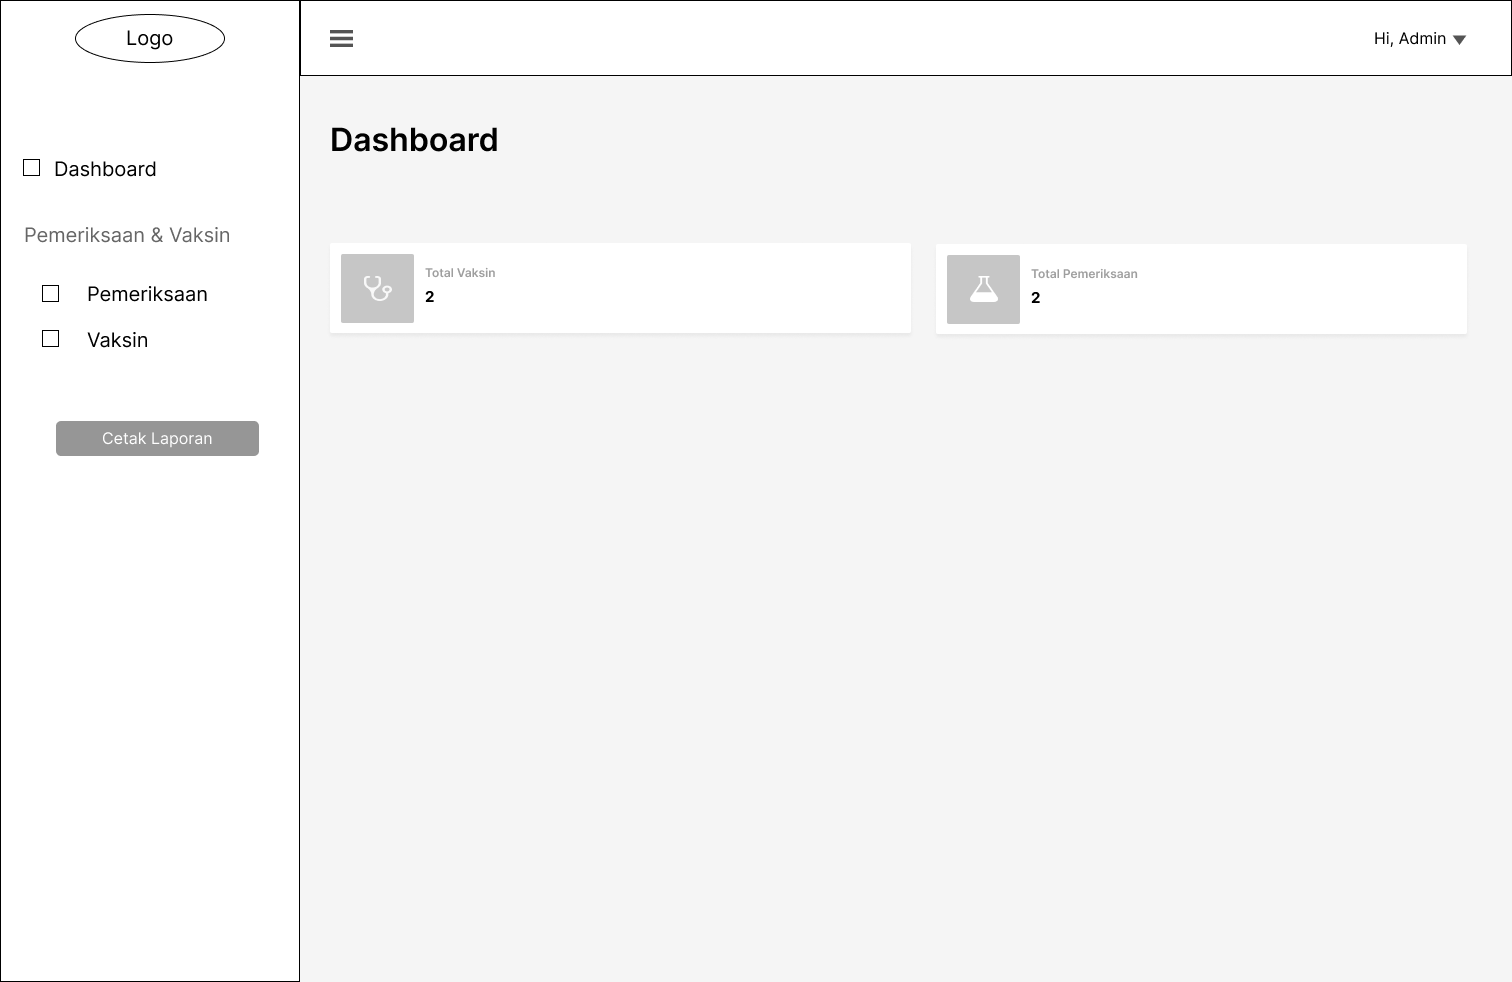 Logo
Hi, Admin
Dashboard
Pemeriksaan & Vaksin
Pemeriksaan
Vaksin
Cetak Laporan
Dashboard
Total Vaksin
2
Total Pemeriksaan
2